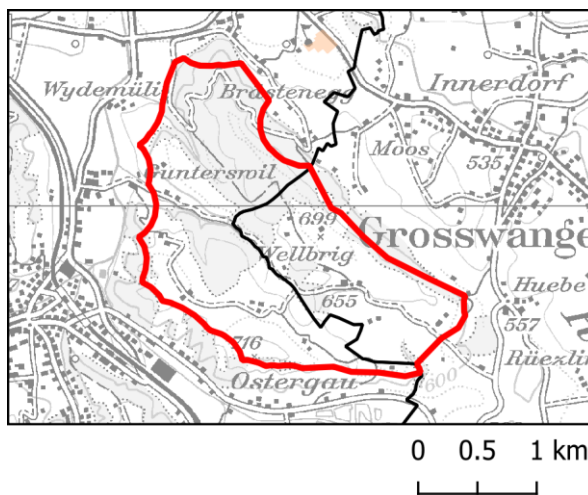 Wydemüli
Brästenegg
Innerdorf
Moos
535
Gunterswil
699
Grosswange
Wellbrig
655
Huebe
557
716
Rüezli
Ostergau
600
0 0.5 1 km